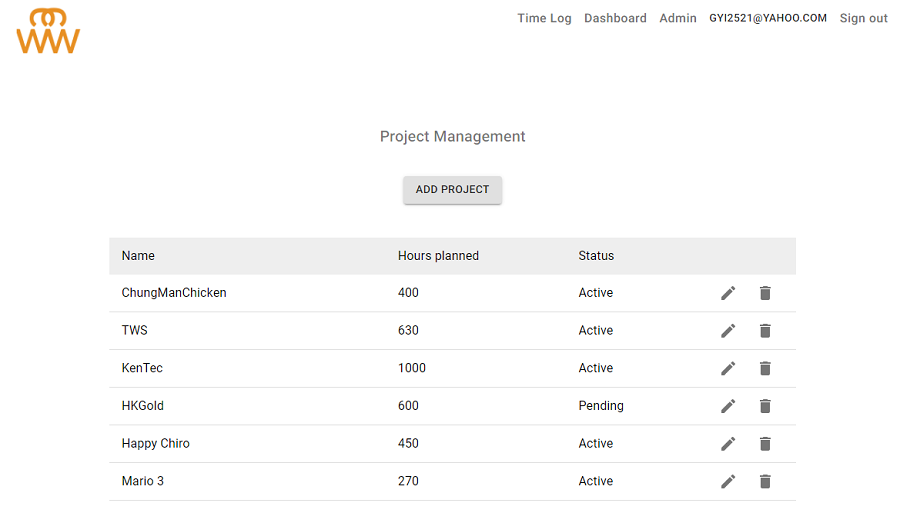 WW
Time Log Dashboard Admin GYI2521@YAHOO.COM Sign out
Project Management
ADD PROJECT
Name Hours planned Status
ChungManChicken 400 Active
TWS 630 Active
KenTec 1000 Active
HKGold 600 Pending
Happy Chiro 450 Active
Mario 3 270 Active